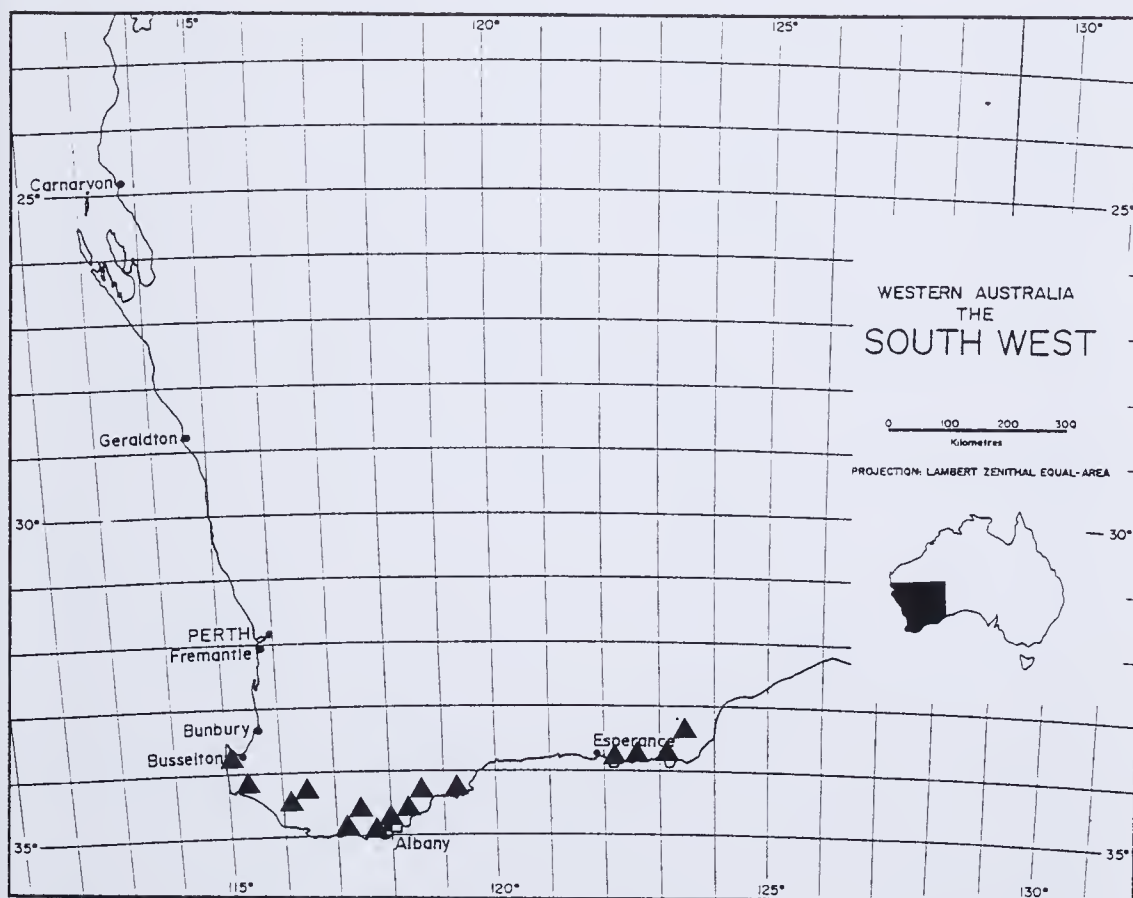 115°
120°
125°
130°
Carnarvon
25°
25°
WESTERN AUSTRALIA
THE
SOUTH WEST
0 100 200 300
Kilometres
Geraldton
PROJECTION: LAMBERT ZENITHAL EQUAL-AREA
30°
30°
PERTH
Fremantle
Bunbury
Esperance
Busselton
Albany
35°
35°
115°
120°
125°
130°